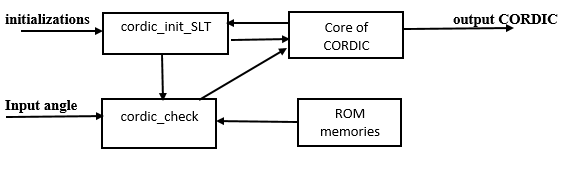 initializations
cordic_init_SLT
Core of
CORDIC
output CORDIC
Input angle
cordic_check
ROM
memories